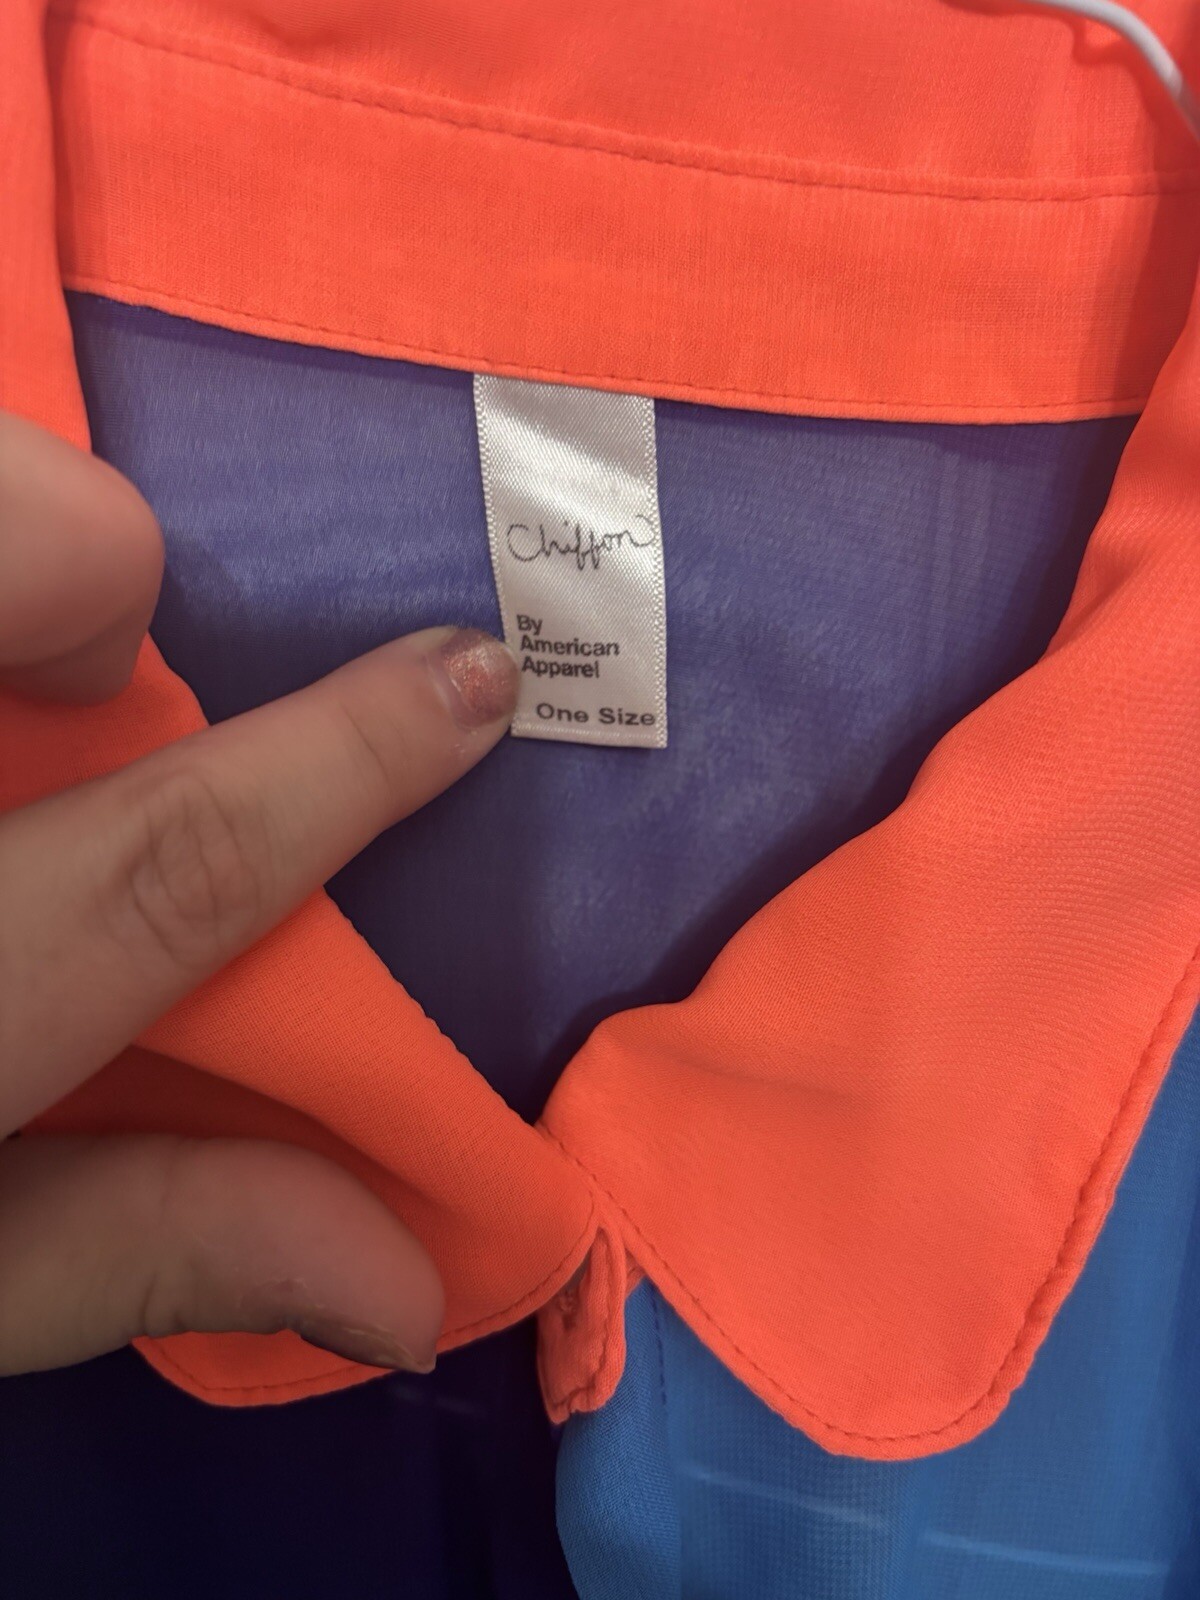 Chiffon
By
American
Apparel
One Size